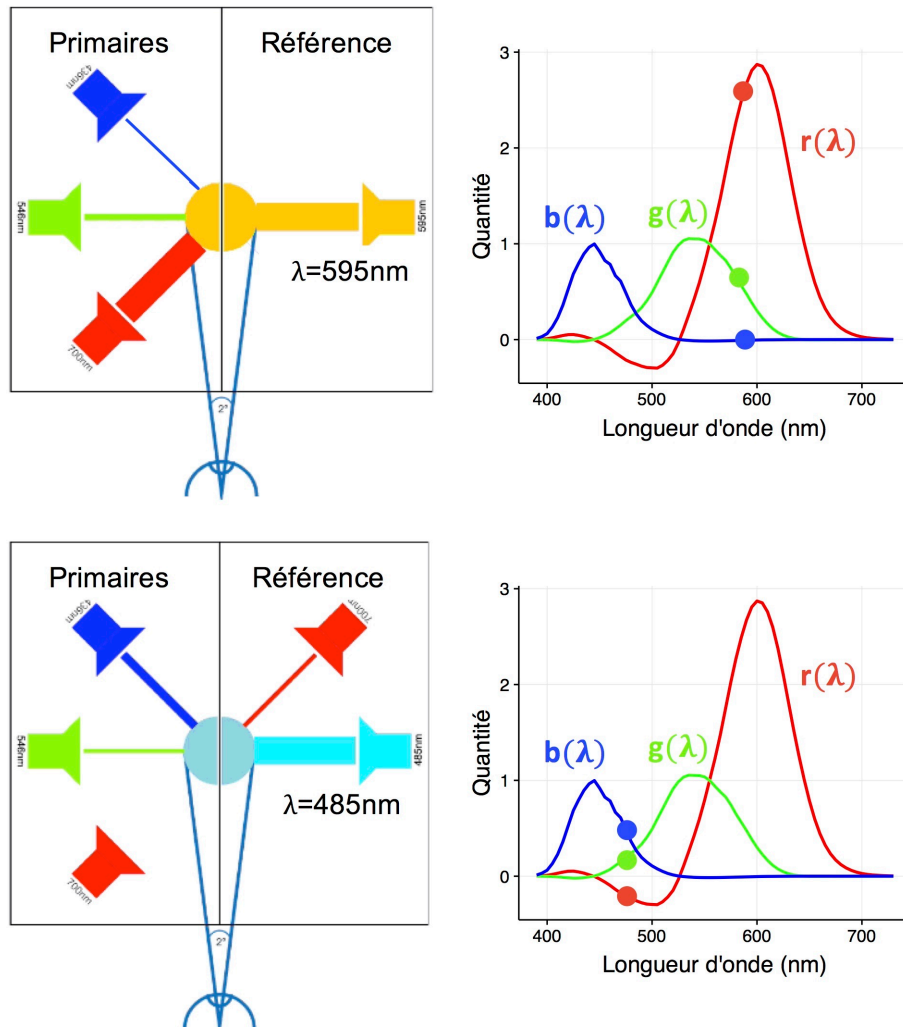 Primaires
Référence
436nm
546nm
700nm
595nm
λ=595nm
2°
3
2
1
0
Quantité
b(λ)
g(λ)
r(λ)
400
500
600
700
Longueur d'onde (nm)
Primaires
Référence
436nm
700nm
546nm
485nm
λ=485nm
700nm
2°
3
2
1
0
Quantité
b(λ)
g(λ)
r(λ)
400
500
600
700
Longueur d'onde (nm)